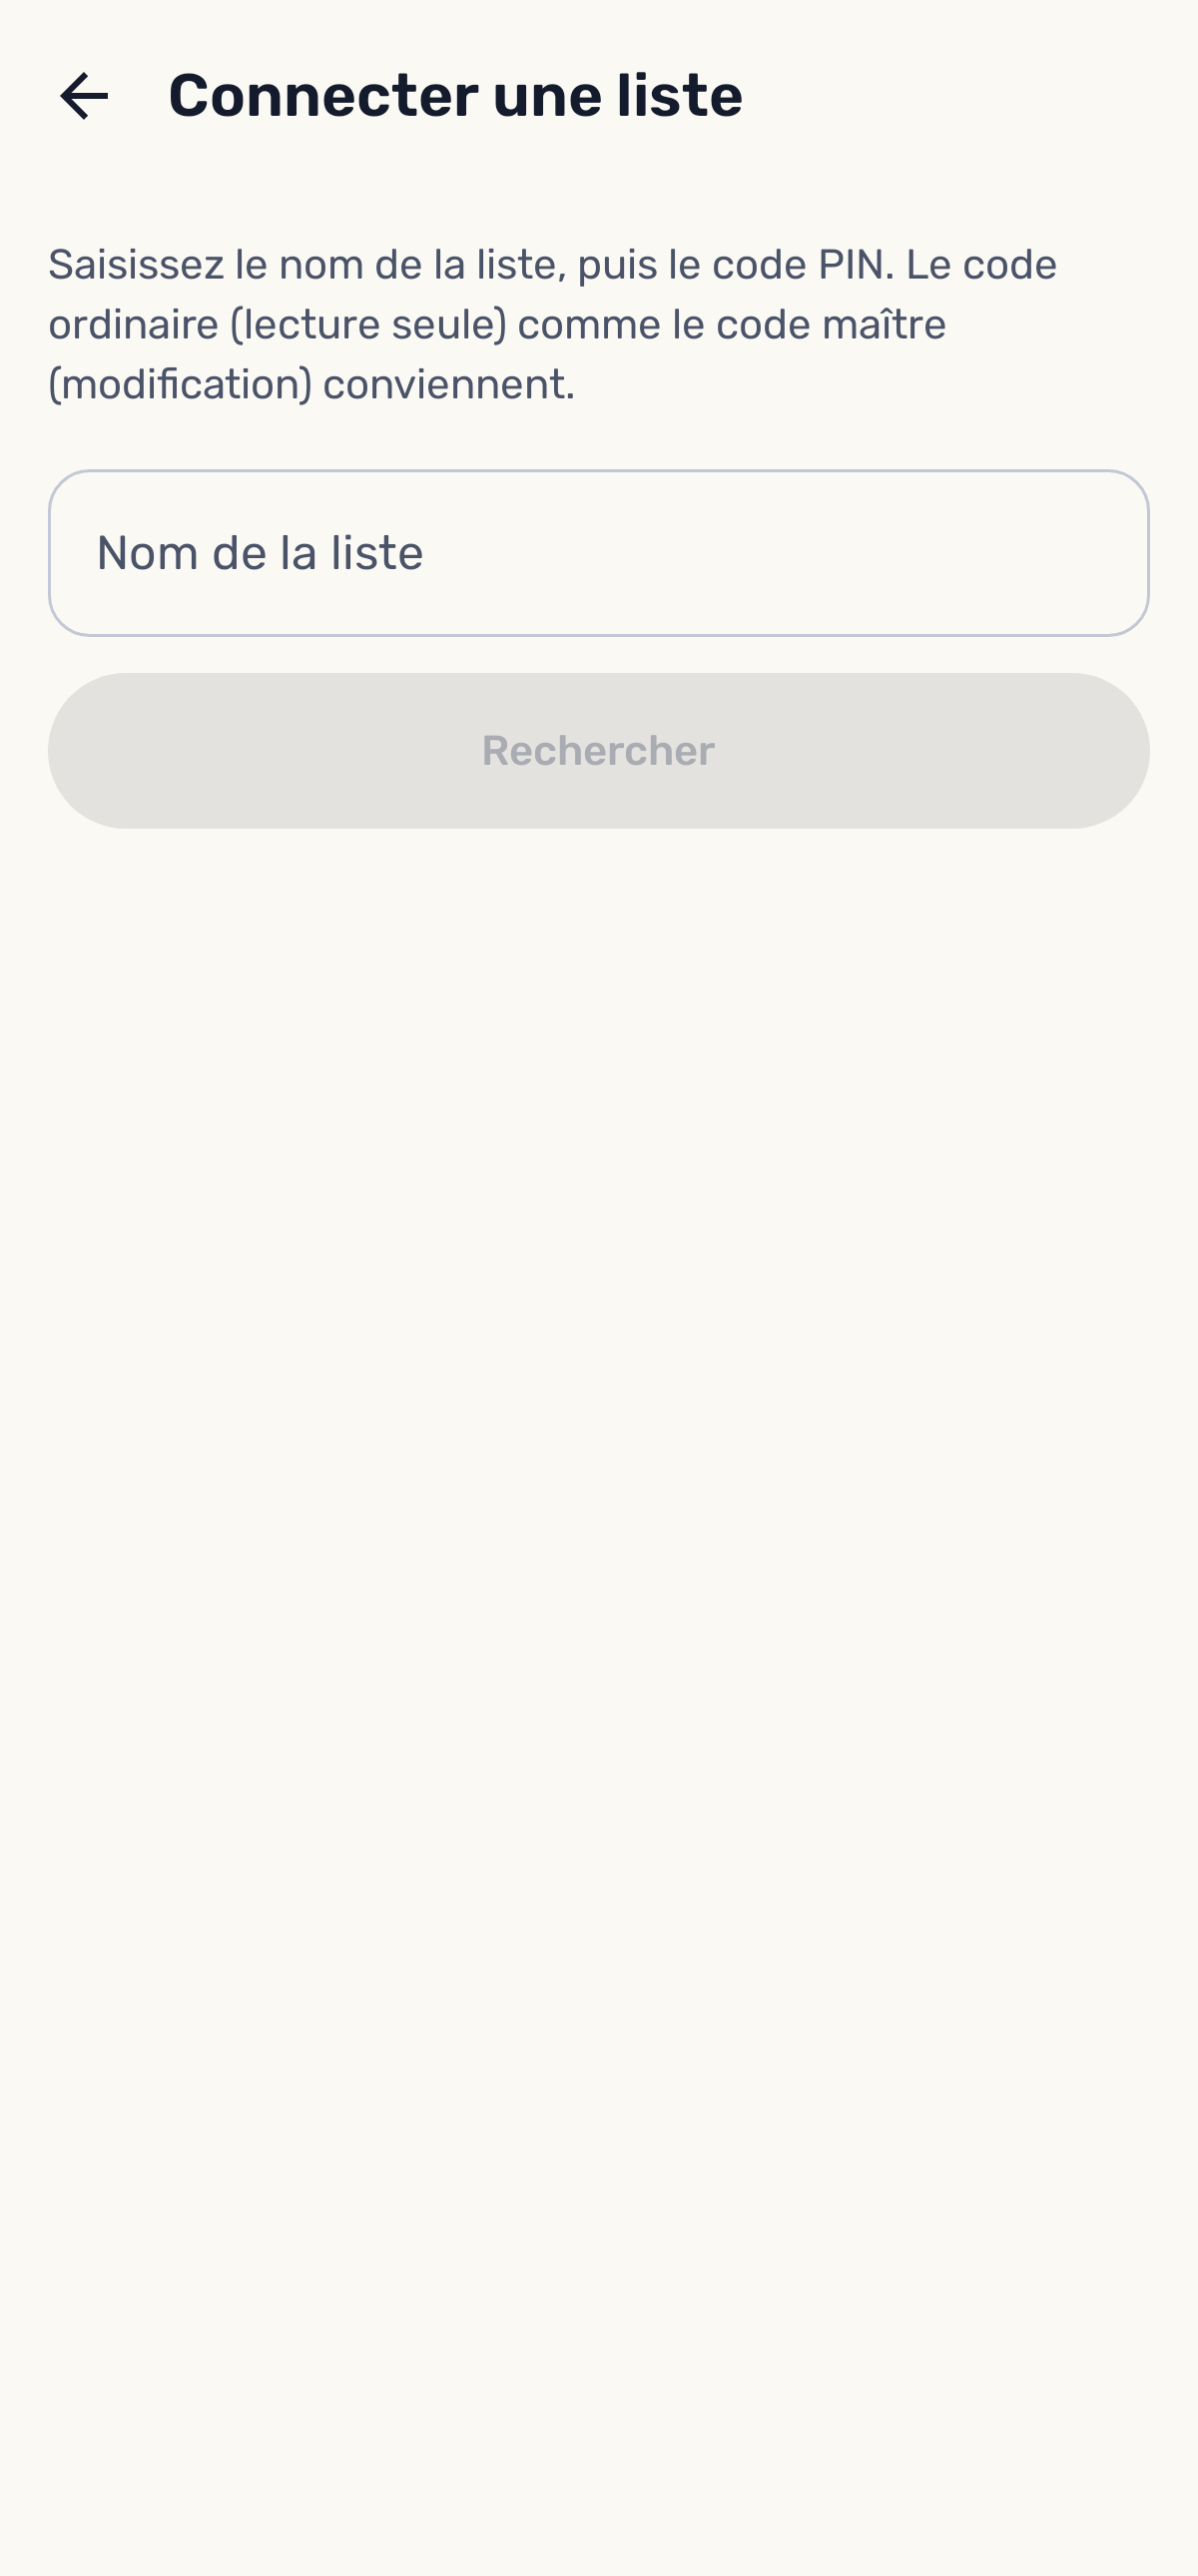 Connecter une liste
Saisissez le nom de la liste, puis le code PIN. Le code
ordinaire (lecture seule) comme le code maître
(modification) conviennent.
Nom de la liste
Rechercher